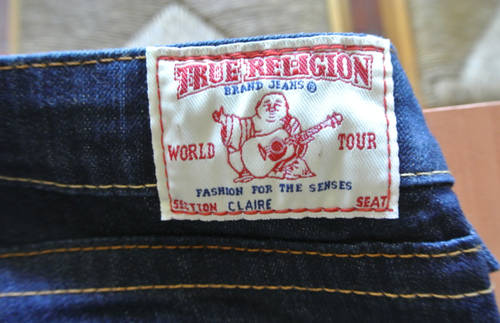 TRUE RELIGION
BRAND JEANS ®
WORLD TOUR
FASHION FOR THE SENSES
SECTION CLAIRE SEAT